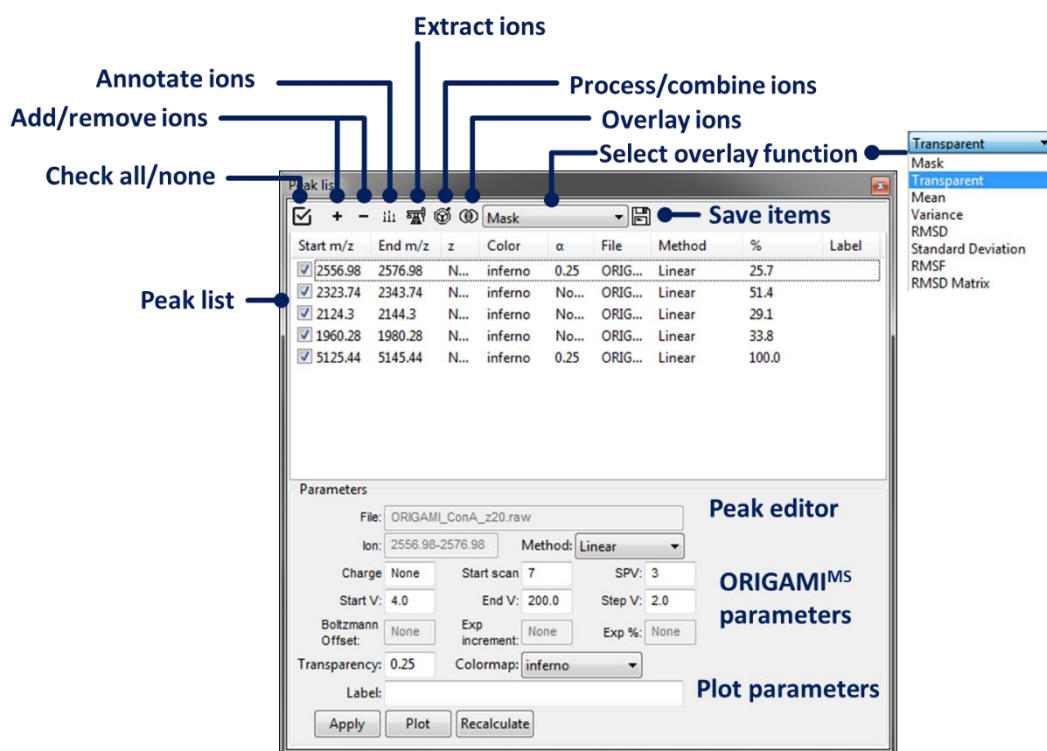 Extract ions
Annotate ions
Process/combine ions
Add/remove ions
Overlay ions
Select overlay function
Check all/none
Transparent
Mask
Transparent
Mean
Variance
RMSD
Standard Deviation
RMSF
RMSD Matrix
Peak list
Mask
Save items
Start m/z End m/z z Color α File Method % Label
2556.98 2576.98 N... inferno 0.25 ORIG... Linear 25.7
2323.74 2343.74 N... inferno No... ORIG... Linear 51.4
2124.3 2144.3 N... inferno No... ORIG... Linear 29.1
1960.28 1980.28 N... inferno No... ORIG... Linear 33.8
5125.44 5145.44 N... inferno 0.25 ORIG... Linear 100.0
Peak list
Parameters
File: ORIGAMI_ConA_z20.raw
Peak editor
Ion: 2556.98-2576.98 Method: Linear
Charge None Start scan 7 SPV: 3
Start V: 4.0 End V: 200.0 Step V: 2.0
ORIGAMIMS
parameters
Boltzmann
Offset: None Exp
increment: None Exp %: None
Transparency: 0.25 Colormap: inferno
Label:
Plot parameters
Apply Plot Recalculate